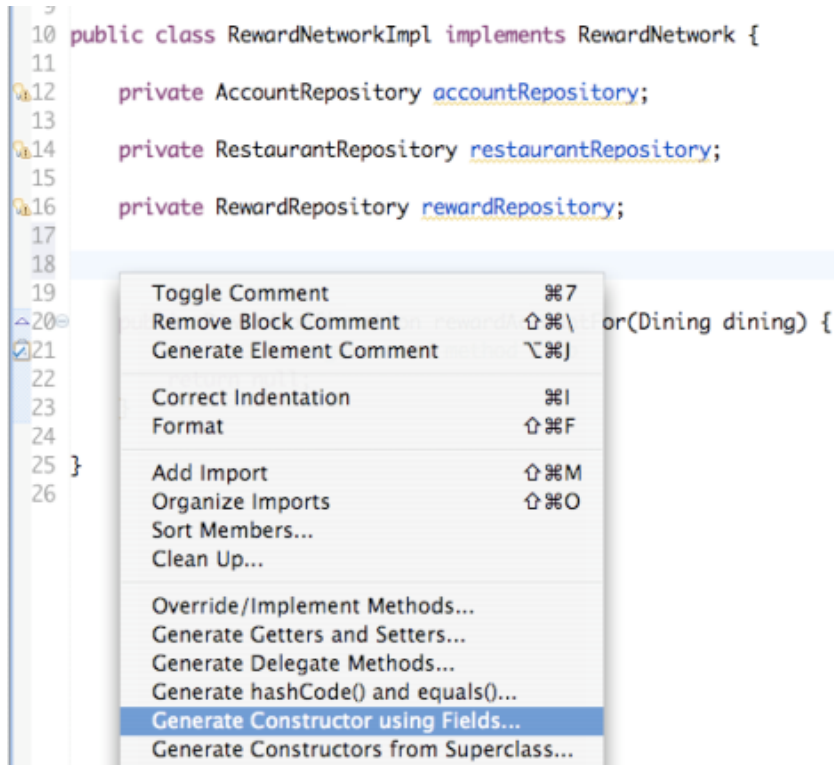 9
10 public class RewardNetworkImpl implements RewardNetwork {
11
12 private AccountRepository accountRepository;
13
14 private RestaurantRepository restaurantRepository;
15
16 private RewardRepository rewardRepository;
17
18
19
Toggle Comment ⌘7
20 Remove Block Comment ⇧⌘\ or(Dining dining) {
21 Generate Element Comment ⌥⌘J
22
Correct Indentation ⌘I
23
Format ⇧⌘F
24
25 }
Add Import ⇧⌘M
26
Organize Imports ⇧⌘O
Sort Members...
Clean Up...
Override/Implement Methods...
Generate Getters and Setters...
Generate Delegate Methods...
Generate hashCode() and equals()...
Generate Constructor using Fields...
Generate Constructors from Superclass...